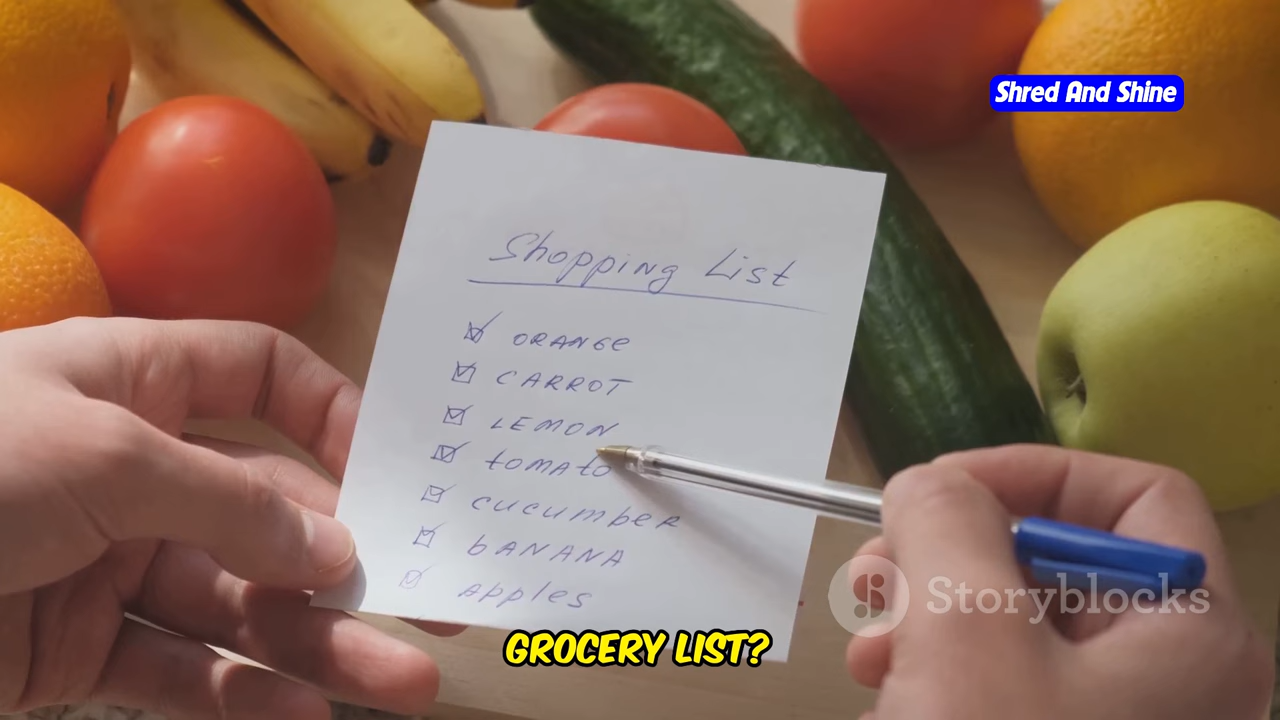 Shred And Shine
Shopping List
ORANGE
CARROT
LEMON
tomato
cucumber
bANANA
Apples
Storyblocks
GROCERY LIST?